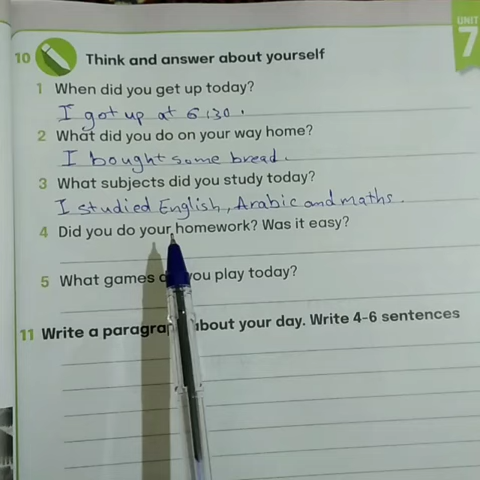 UNIT
7
10 Think and answer about yourself
1 When did you get up today?
I got up at 6:30.
2 What did you do on your way home?
I bought some bread.
3 What subjects did you study today?
I studied English, Arabic and maths.
4 Did you do your homework? Was it easy?
5 What games you play today?
11 Write a paragraph about your day. Write 4-6 sentences